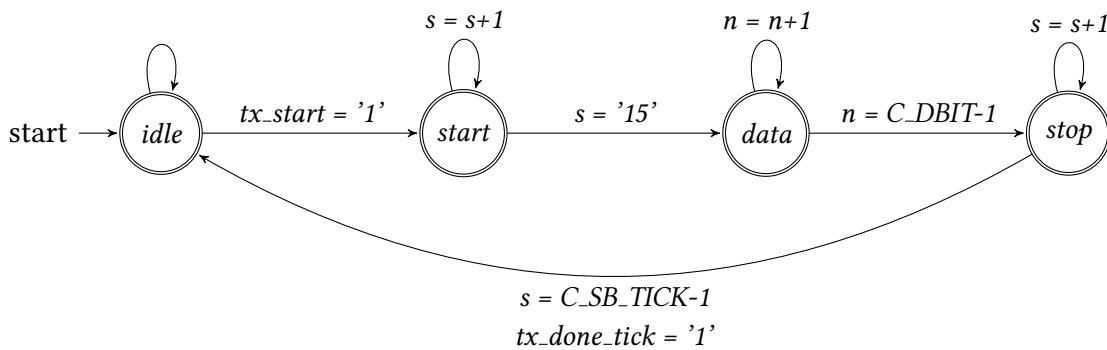 s = s+1
n = n+1
s = s+1
start
idle
tx_start = '1'
start
s = '15'
data
n = C_DBIT-1
stop
s = C_SB_TICK-1
tx_done_tick = '1'